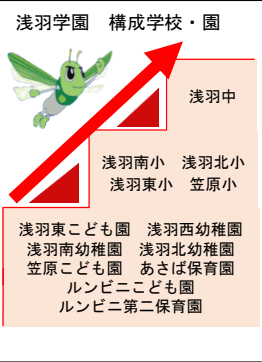 浅羽学園　構成学校・園
浅羽中
浅羽南小　浅羽北小
浅羽東小　笠原小
浅羽東こども園　浅羽西幼稚園
浅羽南幼稚園　浅羽北幼稚園
笠原こども園　あさば保育園
ルンビニこども園
ルンビニ第二保育園